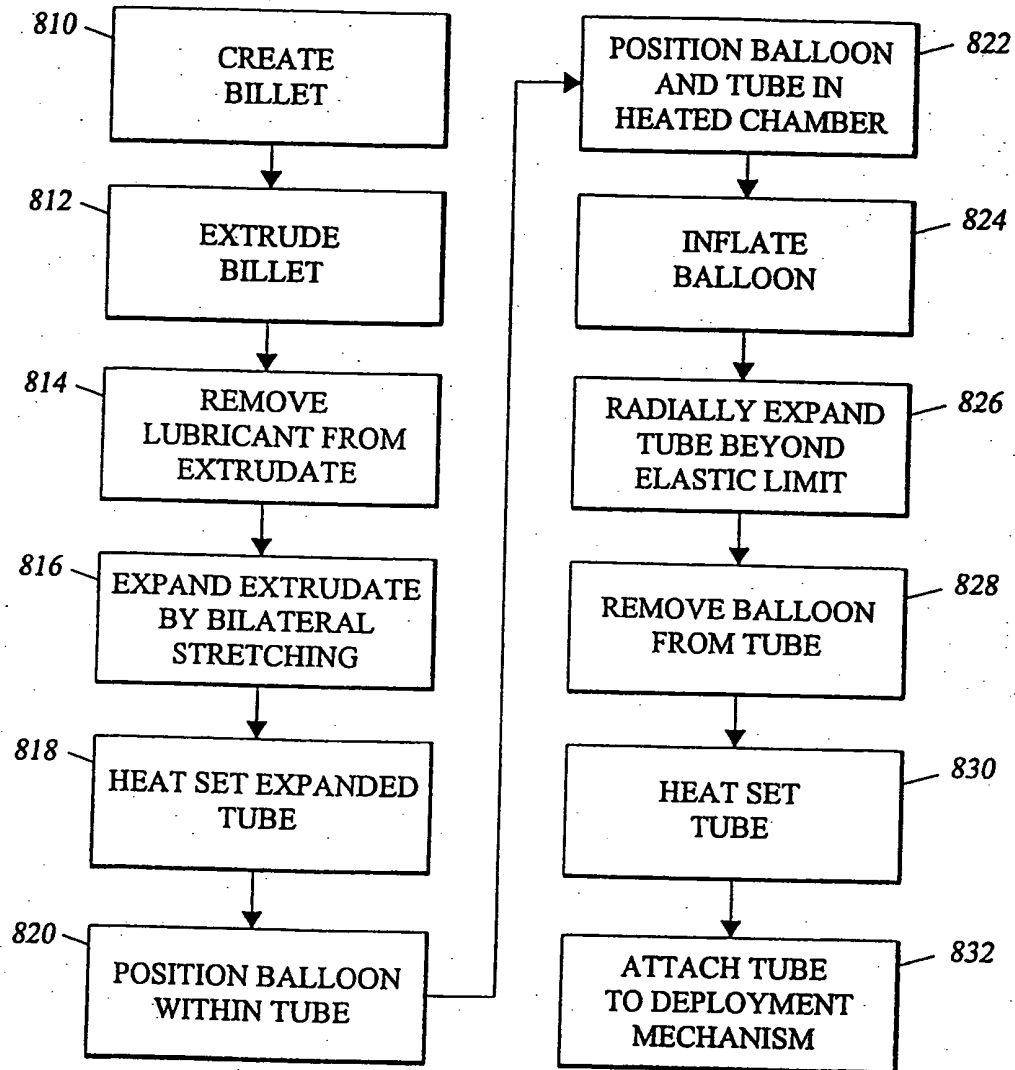 810
CREATE
BILLET
812
EXTRUDE
BILLET
814
REMOVE
LUBRICANT FROM
EXTRUDATE
816
EXPAND EXTRUDATE
BY BILATERAL
STRETCHING
818
HEAT SET EXPANDED
TUBE
820
POSITION BALLOON
WITHIN TUBE
822
POSITION BALLOON
AND TUBE IN
HEATED CHAMBER
824
INFLATE
BALLOON
826
RADIALLY EXPAND
TUBE BEYOND
ELASTIC LIMIT
828
REMOVE BALLOON
FROM TUBE
830
HEAT SET
TUBE
832
ATTACH TUBE
TO DEPLOYMENT
MECHANISM